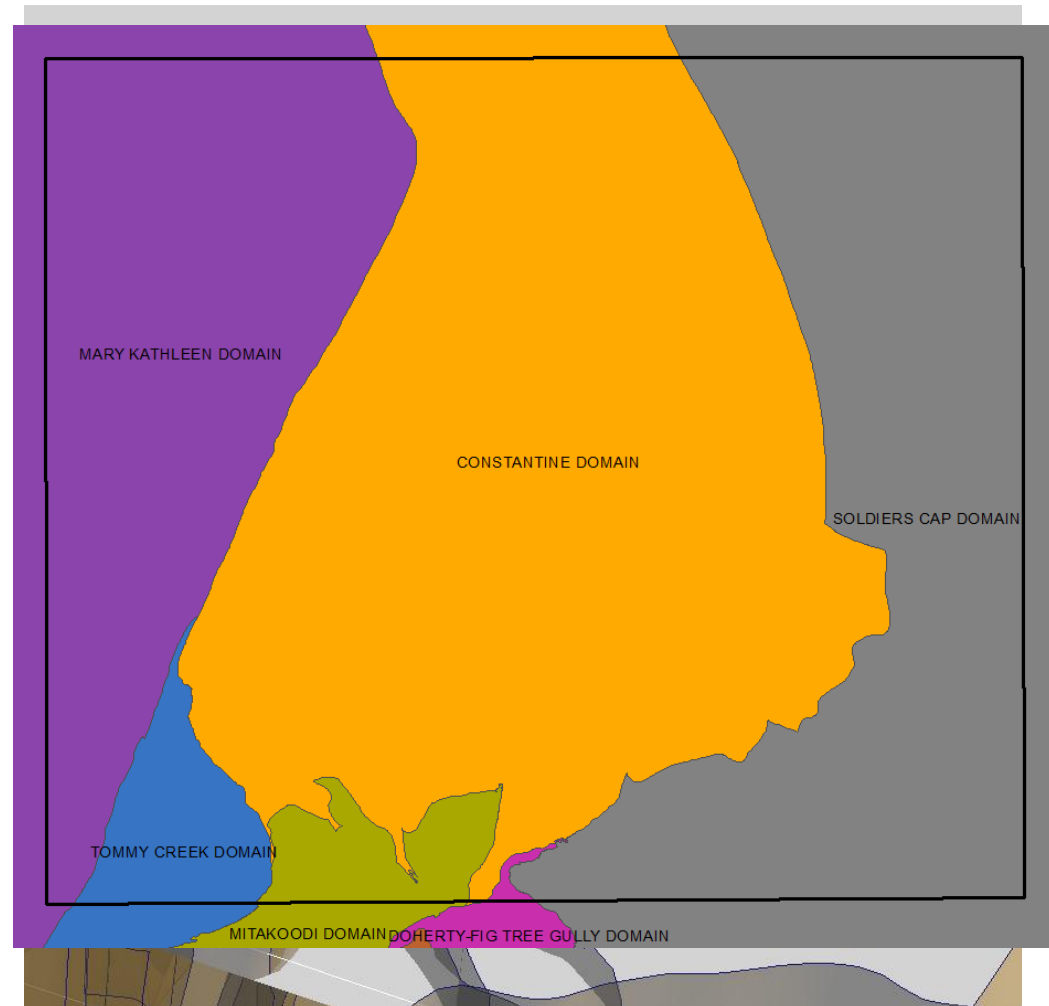 MARY KATHLEEN DOMAIN
CONSTANTINE DOMAIN
SOLDIERS CAP DOMAIN
TOMMY CREEK DOMAIN
MITAKOODI DOMAIN
DOHERTY-FIG TREE GULLY DOMAIN